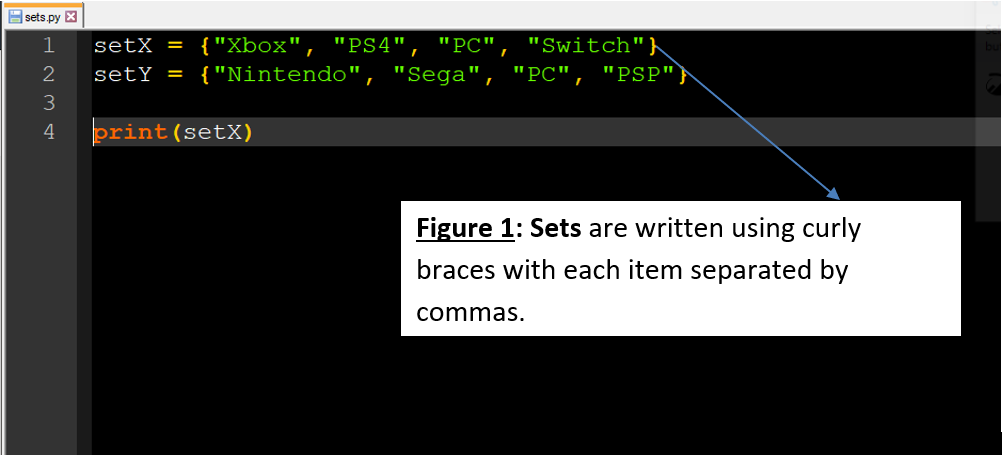 sets.py
1 setX = {"Xbox", "PS4", "PC", "Switch"}
2 setY = {"Nintendo", "Sega", "PC", "PSP"}
3
4 print(setX)
Figure 1: Sets are written using curly
braces with each item separated by
commas.